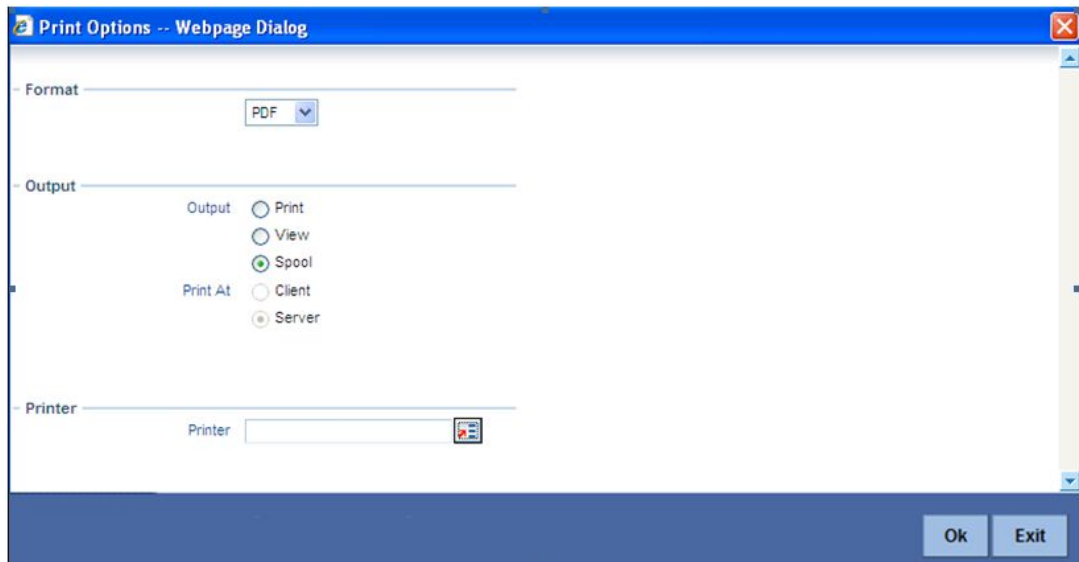 Print Options -- Webpage Dialog
Format
PDF
Output
Output Print
View
Spool
Print At Client
Server
Printer
Printer
Ok Exit